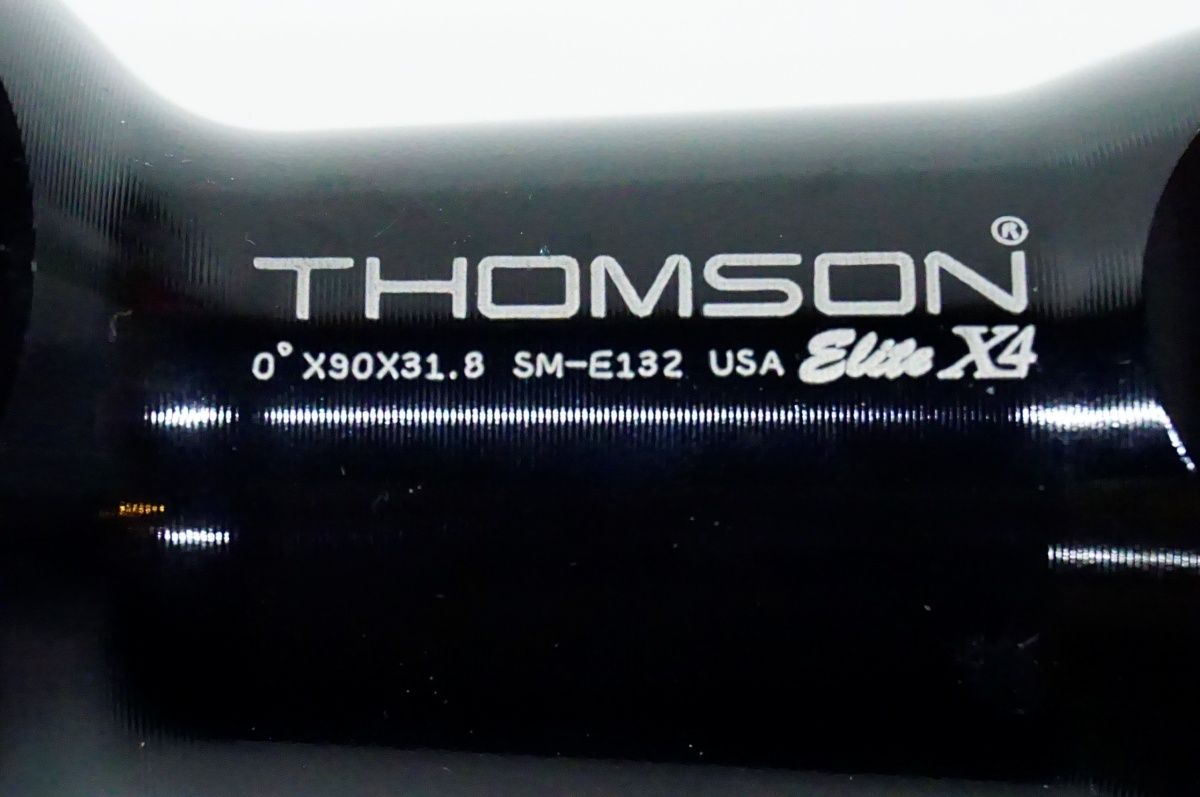 THOMSON®
0° X90X31.8 SM-E132 USA Elite X4